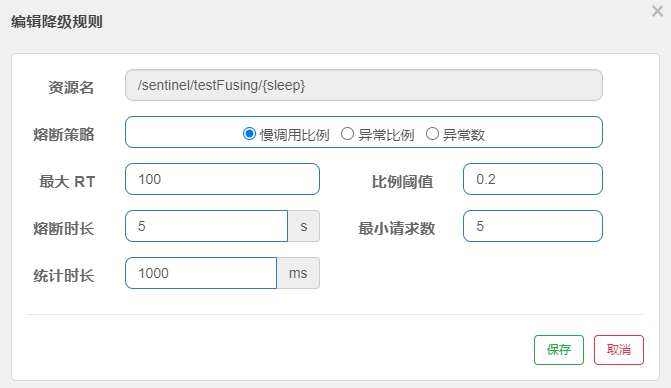 编辑降级规则
×
资源名 /sentinel/testFusing/{sleep}
熔断策略 慢调用比例 异常比例 异常数
最大 RT 100 比例阈值 0.2
熔断时长 5 s 最小请求数 5
统计时长 1000 ms
保存 取消